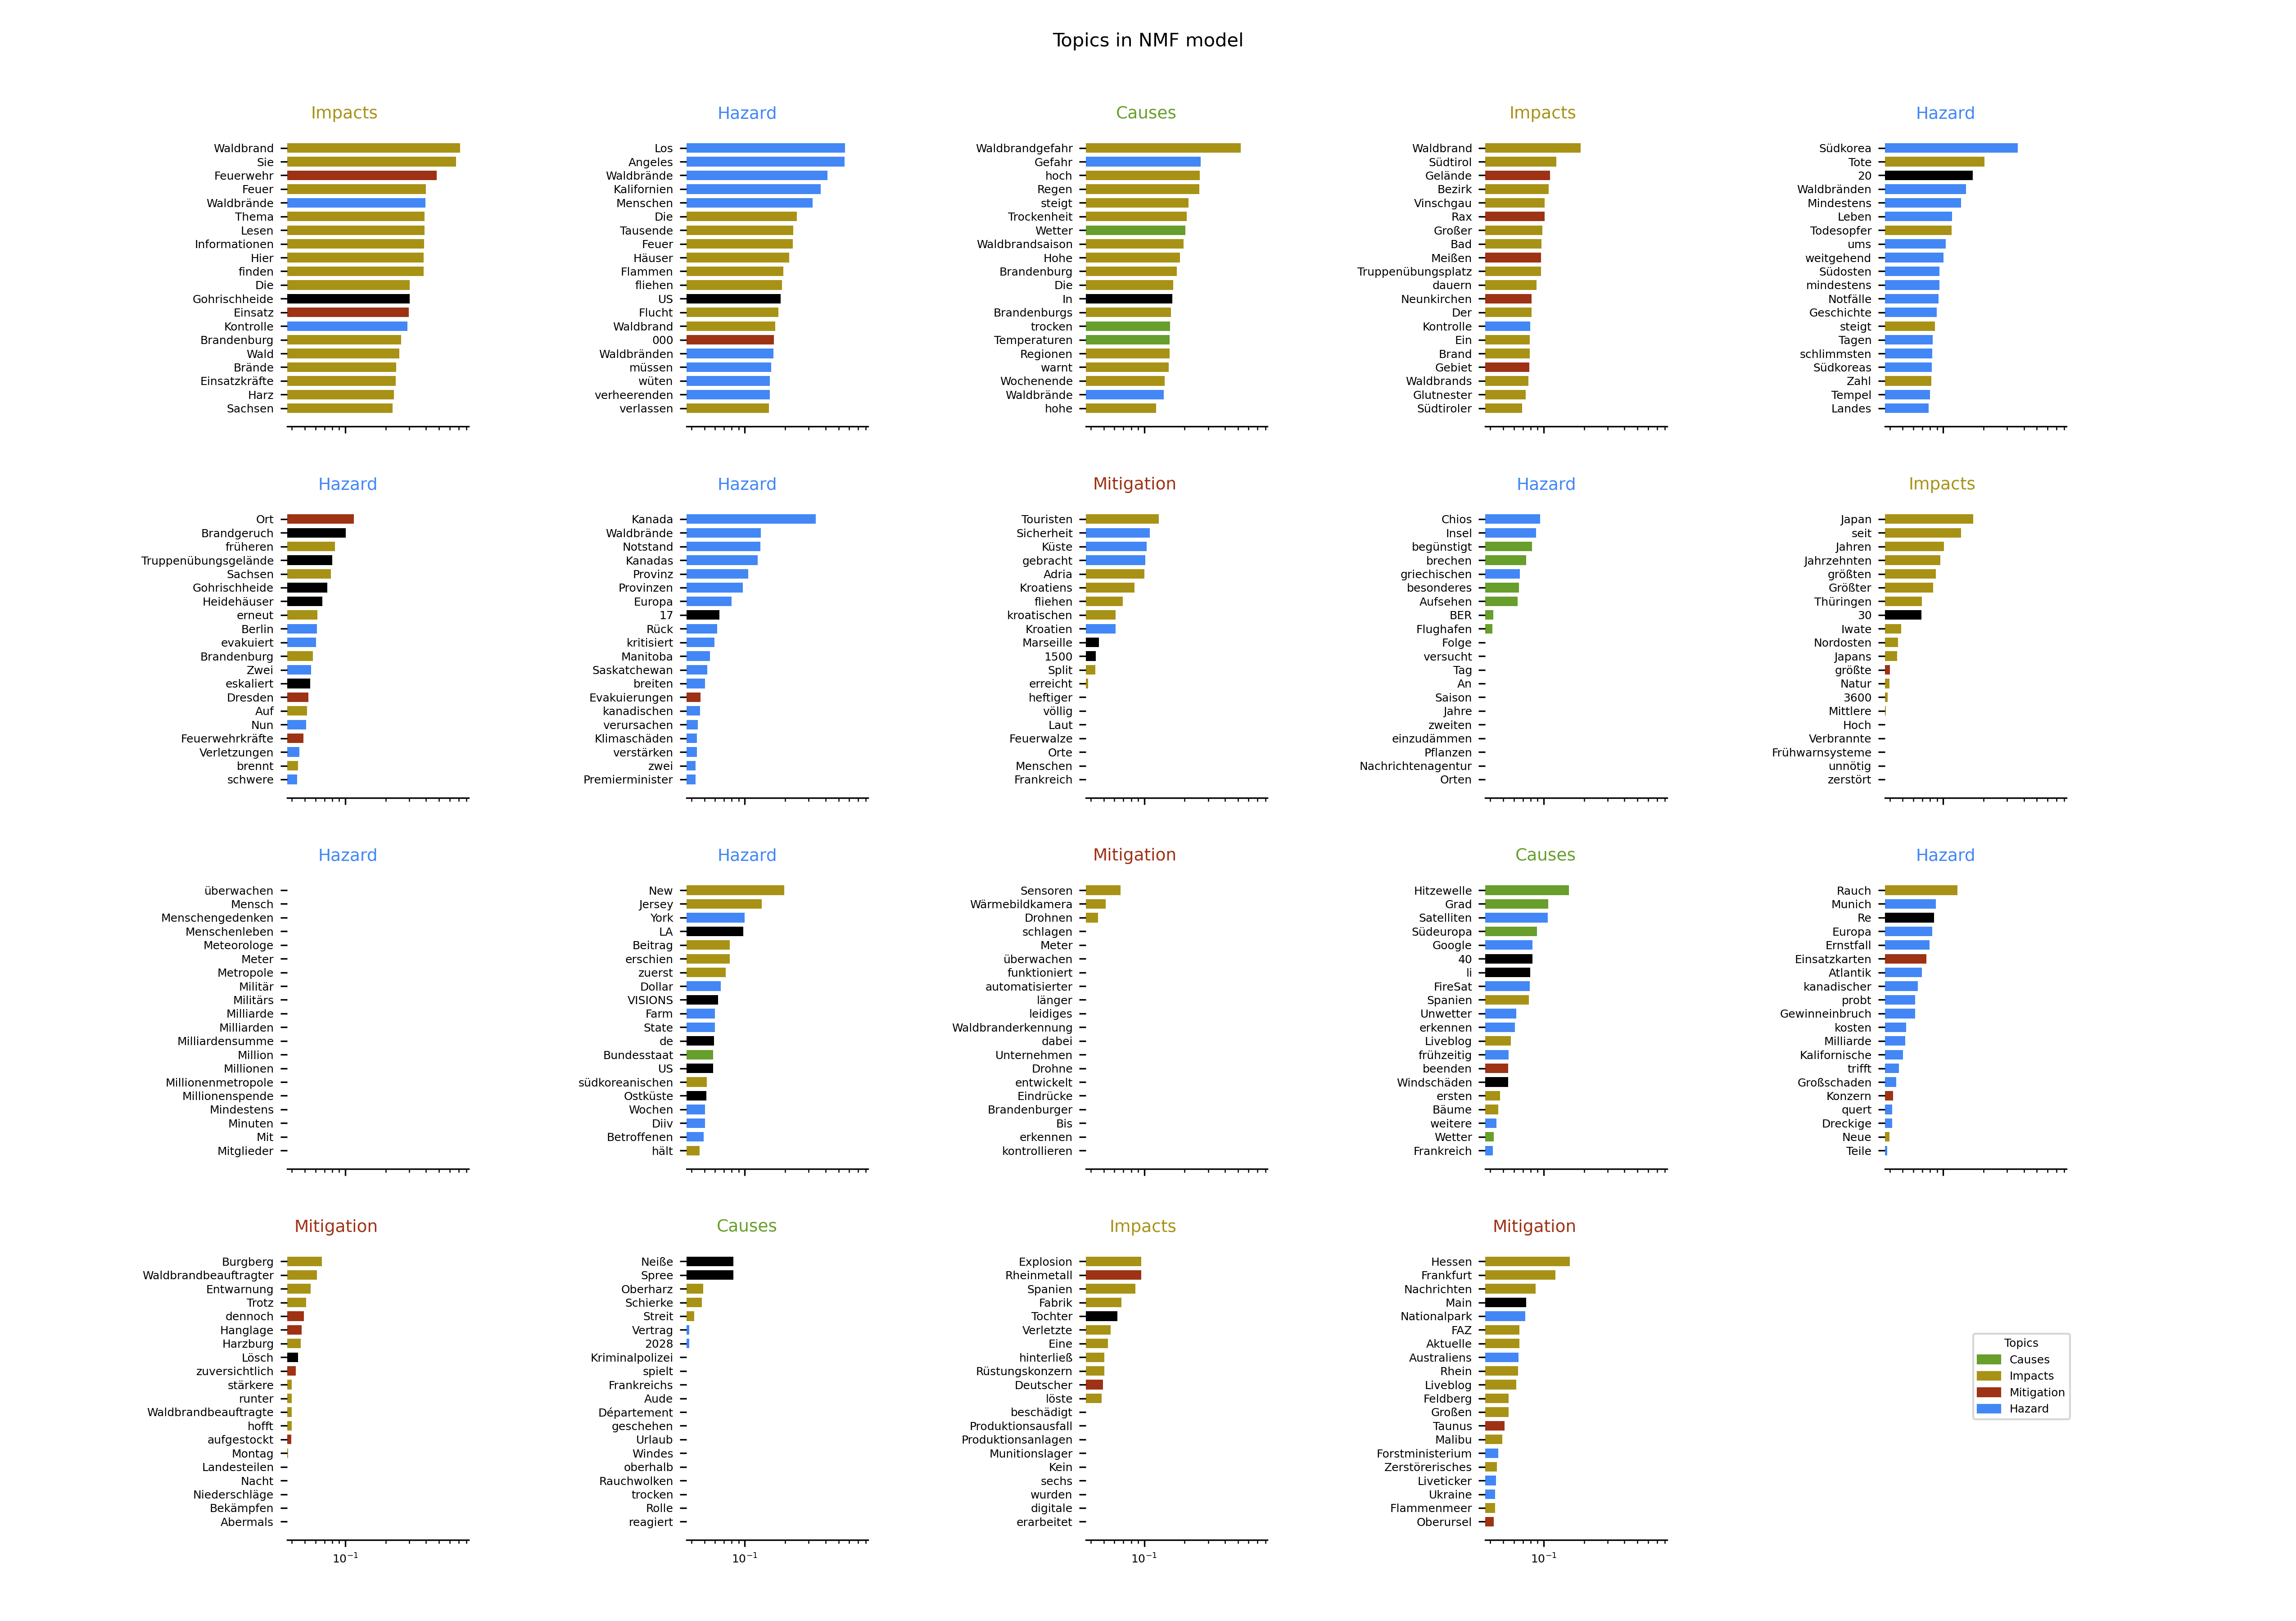 Topics in NMF model
Impacts
Waldbrand
Sie
Feuerwehr
Feuer
Waldbrände
Thema
Lesen
Informationen
Hier
finden
Die
Gohrischheide
Einsatz
Kontrolle
Brandenburg
Wald
Brände
Einsatzkräfte
Harz
Sachsen
Hazard
Los
Angeles
Waldbrände
Kalifornien
Menschen
Die
Tausende
Feuer
Häuser
Flammen
fliehen
US
Flucht
Waldbrand
000
Waldbränden
müssen
wüten
verheerenden
verlassen
Causes
Waldbrandgefahr
Gefahr
hoch
Regen
steigt
Trockenheit
Wetter
Waldbrandsaison
Hohe
Brandenburg
Die
In
Brandenburgs
trocken
Temperaturen
Regionen
warnt
Wochenende
Waldbrände
hohe
Impacts
Waldbrand
Südtirol
Gelände
Bezirk
Vinschgau
Rax
Großer
Bad
Meißen
Truppenübungsplatz
dauern
Neunkirchen
Der
Kontrolle
Ein
Brand
Gebiet
Waldbrands
Glutnester
Südtiroler
Hazard
Südkorea
Tote
20
Waldbränden
Mindestens
Leben
Todesopfer
ums
weitgehend
Südosten
mindestens
Notfälle
Geschichte
steigt
Tagen
schlimmsten
Südkoreas
Zahl
Tempel
Landes
Hazard
Ort
Brandgeruch
früheren
Truppenübungsgelände
Sachsen
Gohrischheide
Heidehäuser
erneut
Berlin
evakuiert
Brandenburg
Zwei
eskaliert
Dresden
Auf
Nun
Feuerwehrkräfte
Verletzungen
brennt
schwere
Hazard
Kanada
Waldbrände
Notstand
Kanadas
Provinz
Provinzen
Europa
17
Rück
kritisiert
Manitoba
Saskatchewan
breiten
Evakuierungen
kanadischen
verursachen
Klimaschäden
verstärken
zwei
Premierminister
Mitigation
Touristen
Sicherheit
Küste
gebracht
Adria
Kroatiens
fliehen
kroatischen
Kroatien
Marseille
1500
Split
erreicht
heftiger
völlig
Laut
Feuerwalze
Orte
Menschen
Frankreich
Hazard
Chios
Insel
begünstigt
brechen
griechischen
besonderes
Aufsehen
BER
Flughafen
Folge
versucht
Tag
An
Saison
Jahre
zweiten
einzudämmen
Pflanzen
Nachrichtenagentur
Orten
Impacts
Japan
seit
Jahren
Jahrzehnten
größten
Größter
Thüringen
30
Iwate
Nordosten
Japans
größte
Natur
3600
Mittlere
Hoch
Verbrannte
Frühwarnsysteme
unnötig
zerstört
Hazard
überwachen
Mensch
Menschengedenken
Menschenleben
Meteorologe
Meter
Metropole
Militär
Militärs
Milliarde
Milliarden
Milliardensumme
Million
Millionen
Millionenmetropole
Millionenspende
Mindestens
Minuten
Mit
Mitglieder
Hazard
New
Jersey
York
LA
Beitrag
erschien
zuerst
Dollar
VISIONS
Farm
State
de
Bundesstaat
US
südkoreanischen
Ostküste
Wochen
Diiv
Betroffenen
hält
Mitigation
Sensoren
Wärmebildkamera
Drohnen
schlagen
Meter
überwachen
funktioniert
automatisierter
länger
leidiges
Waldbranderkennung
dabei
Unternehmen
Drohne
entwickelt
Eindrücke
Brandenburger
Bis
erkennen
kontrollieren
Causes
Hitzewelle
Grad
Satelliten
Südeuropa
Google
40
li
FireSat
Spanien
Unwetter
erkennen
Liveblog
frühzeitig
beenden
Windschäden
ersten
Bäume
weitere
Wetter
Frankreich
Hazard
Rauch
Munich
Re
Europa
Ernstfall
Einsatzkarten
Atlantik
kanadischer
probt
Gewinneinbruch
kosten
Milliarde
Kalifornische
trifft
Großschaden
Konzern
quert
Dreckige
Neue
Teile
Mitigation
Burgberg
Waldbrandbeauftragter
Entwarnung
Trotz
dennoch
Hanglage
Harzburg
Lösch
zuversichtlich
stärkere
runter
Waldbrandbeauftragte
hofft
aufgestockt
Montag
Landesteilen
Nacht
Niederschläge
Bekämpfen
Abermals
10⁻¹
Causes
Neiße
Spree
Oberharz
Schierke
Streit
Vertrag
2028
Kriminalpolizei
spielt
Frankreichs
Aude
Département
geschehen
Urlaub
Windes
oberhalb
Rauchwolken
trocken
Rolle
reagiert
10⁻¹
Impacts
Explosion
Rheinmetall
Spanien
Fabrik
Tochter
Verletzte
Eine
hinterließ
Rüstungskonzern
Deutscher
löste
beschädigt
Produktionsausfall
Produktionsanlagen
Munitionslager
Kein
sechs
wurden
digitale
erarbeitet
10⁻¹
Mitigation
Hessen
Frankfurt
Nachrichten
Main
Nationalpark
FAZ
Aktuelle
Australiens
Rhein
Liveblog
Feldberg
Großen
Taunus
Malibu
Forstministerium
Zerstörerisches
Liveticker
Ukraine
Flammenmeer
Oberursel
10⁻¹
Topics
Causes
Impacts
Mitigation
Hazard